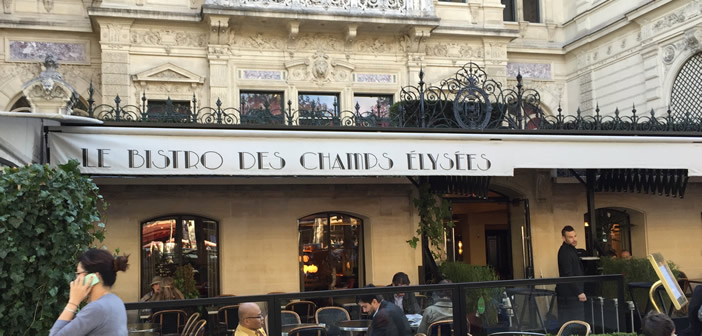 LE BISTRO DES CHAMPS ÉLYSÉES